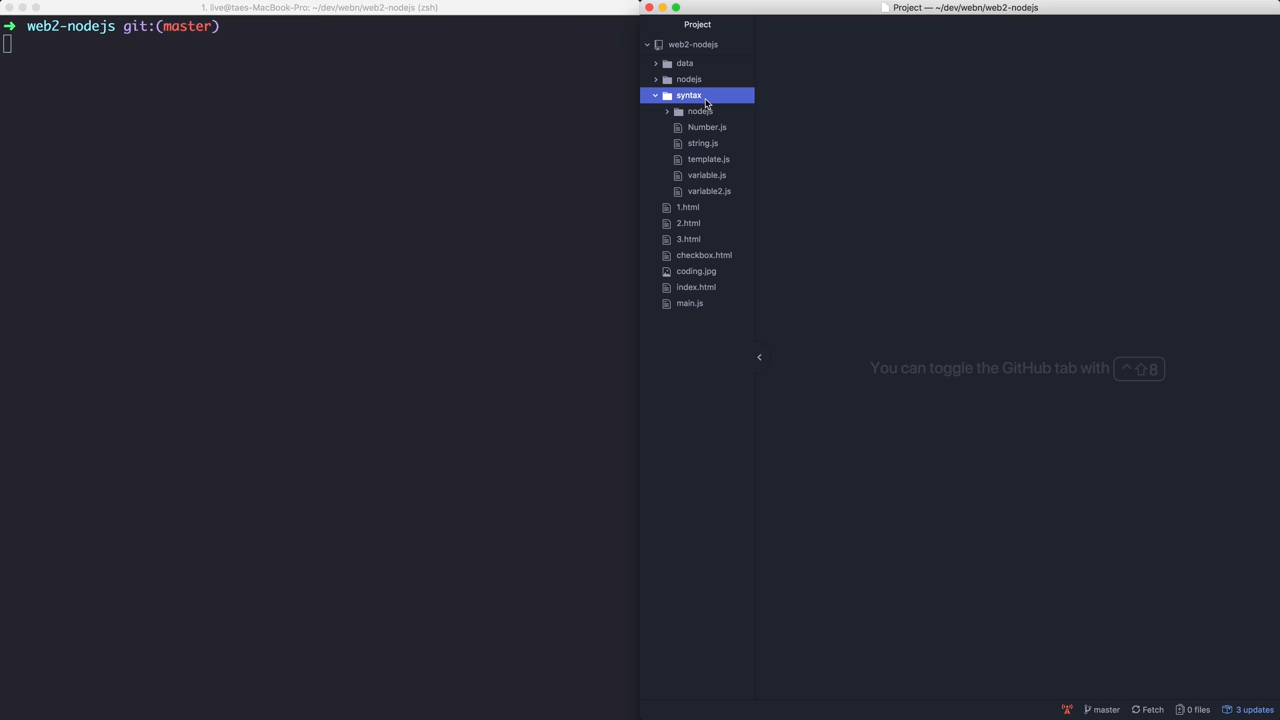 1. live@taes-MacBook-Pro: ~/dev/webn/web2-nodejs (zsh)
➜ web2-nodejs git:(master)
Project — ~/dev/webn/web2-nodejs
Project
web2-nodejs
data
nodejs
syntax
nodejs
Number.js
string.js
template.js
variable.js
variable2.js
1.html
2.html
3.html
checkbox.html
coding.jpg
index.html
main.js
You can toggle the GitHub tab with ⌃⇧8
master Fetch 0 files 3 updates